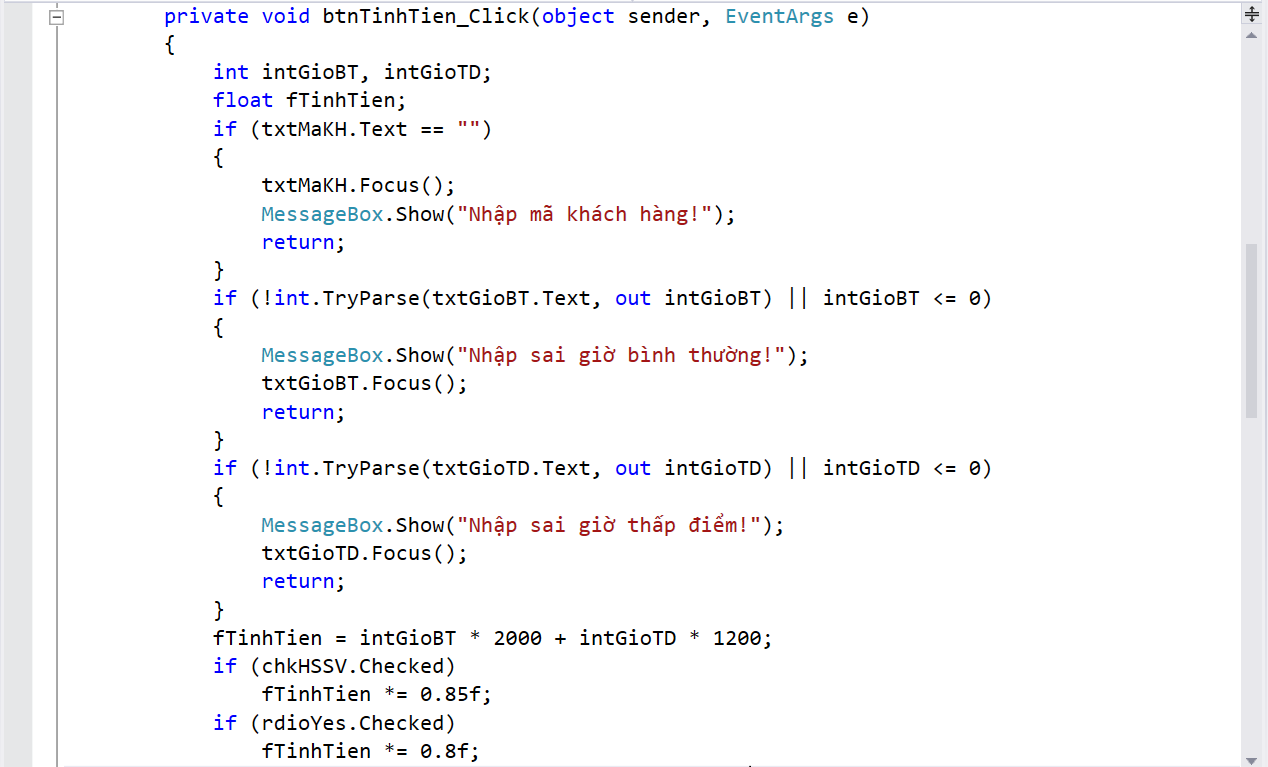 private void btnTinhTien_Click(object sender, EventArgs e)
{
int intGioBT, intGioTD;
float fTinhTien;
if (txtMaKH.Text == "")
{
txtMaKH.Focus();
MessageBox.Show("Nhập mã khách hàng!");
return;
}
if (!int.TryParse(txtGioBT.Text, out intGioBT) || intGioBT <= 0)
{
MessageBox.Show("Nhập sai giờ bình thường!");
txtGioBT.Focus();
return;
}
if (!int.TryParse(txtGioTD.Text, out intGioTD) || intGioTD <= 0)
{
MessageBox.Show("Nhập sai giờ thấp điểm!");
txtGioTD.Focus();
return;
}
fTinhTien = intGioBT * 2000 + intGioTD * 1200;
if (chkHSSV.Checked)
fTinhTien *= 0.85f;
if (rdioYes.Checked)
fTinhTien *= 0.8f;